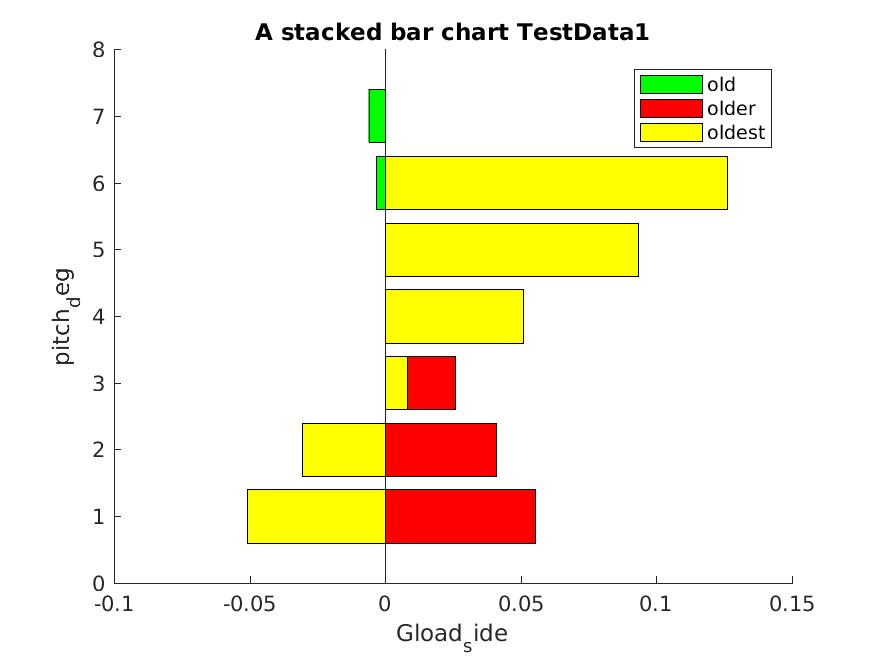 A stacked bar chart TestData1
old
older
oldest
8
7
6
5
4
3
2
1
0
-0.1 -0.05 0 0.05 0.1 0.15
pitch_deg
Gload_side